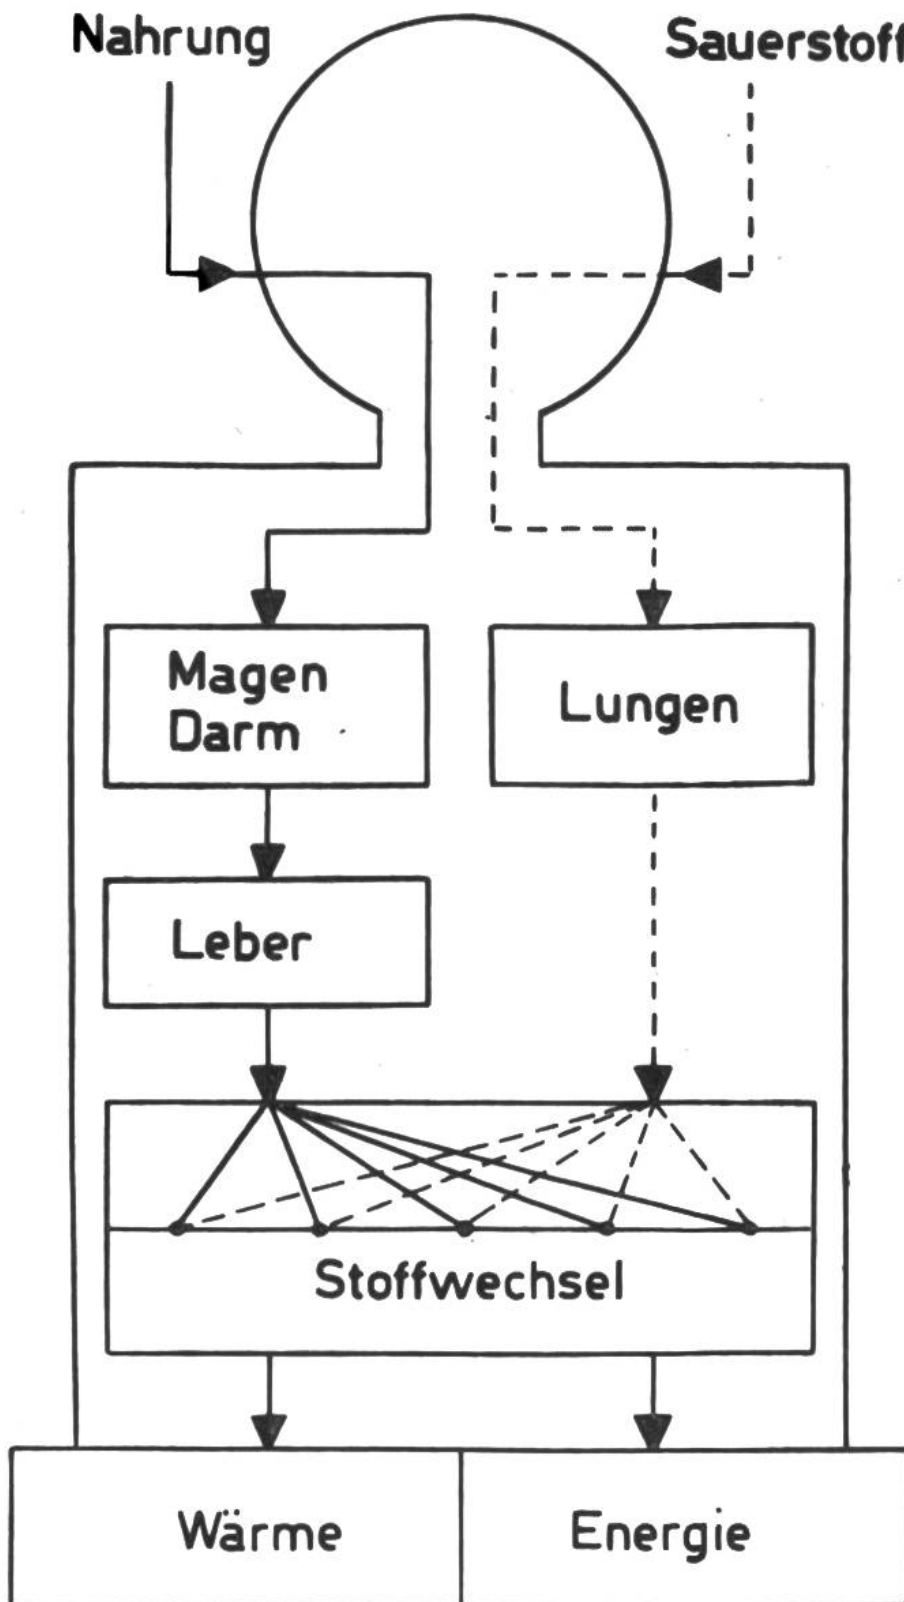 Nahrung
Sauerstoff
Magen
Darm
Lungen
Leber
Stoffwechsel
Wärme
Energie